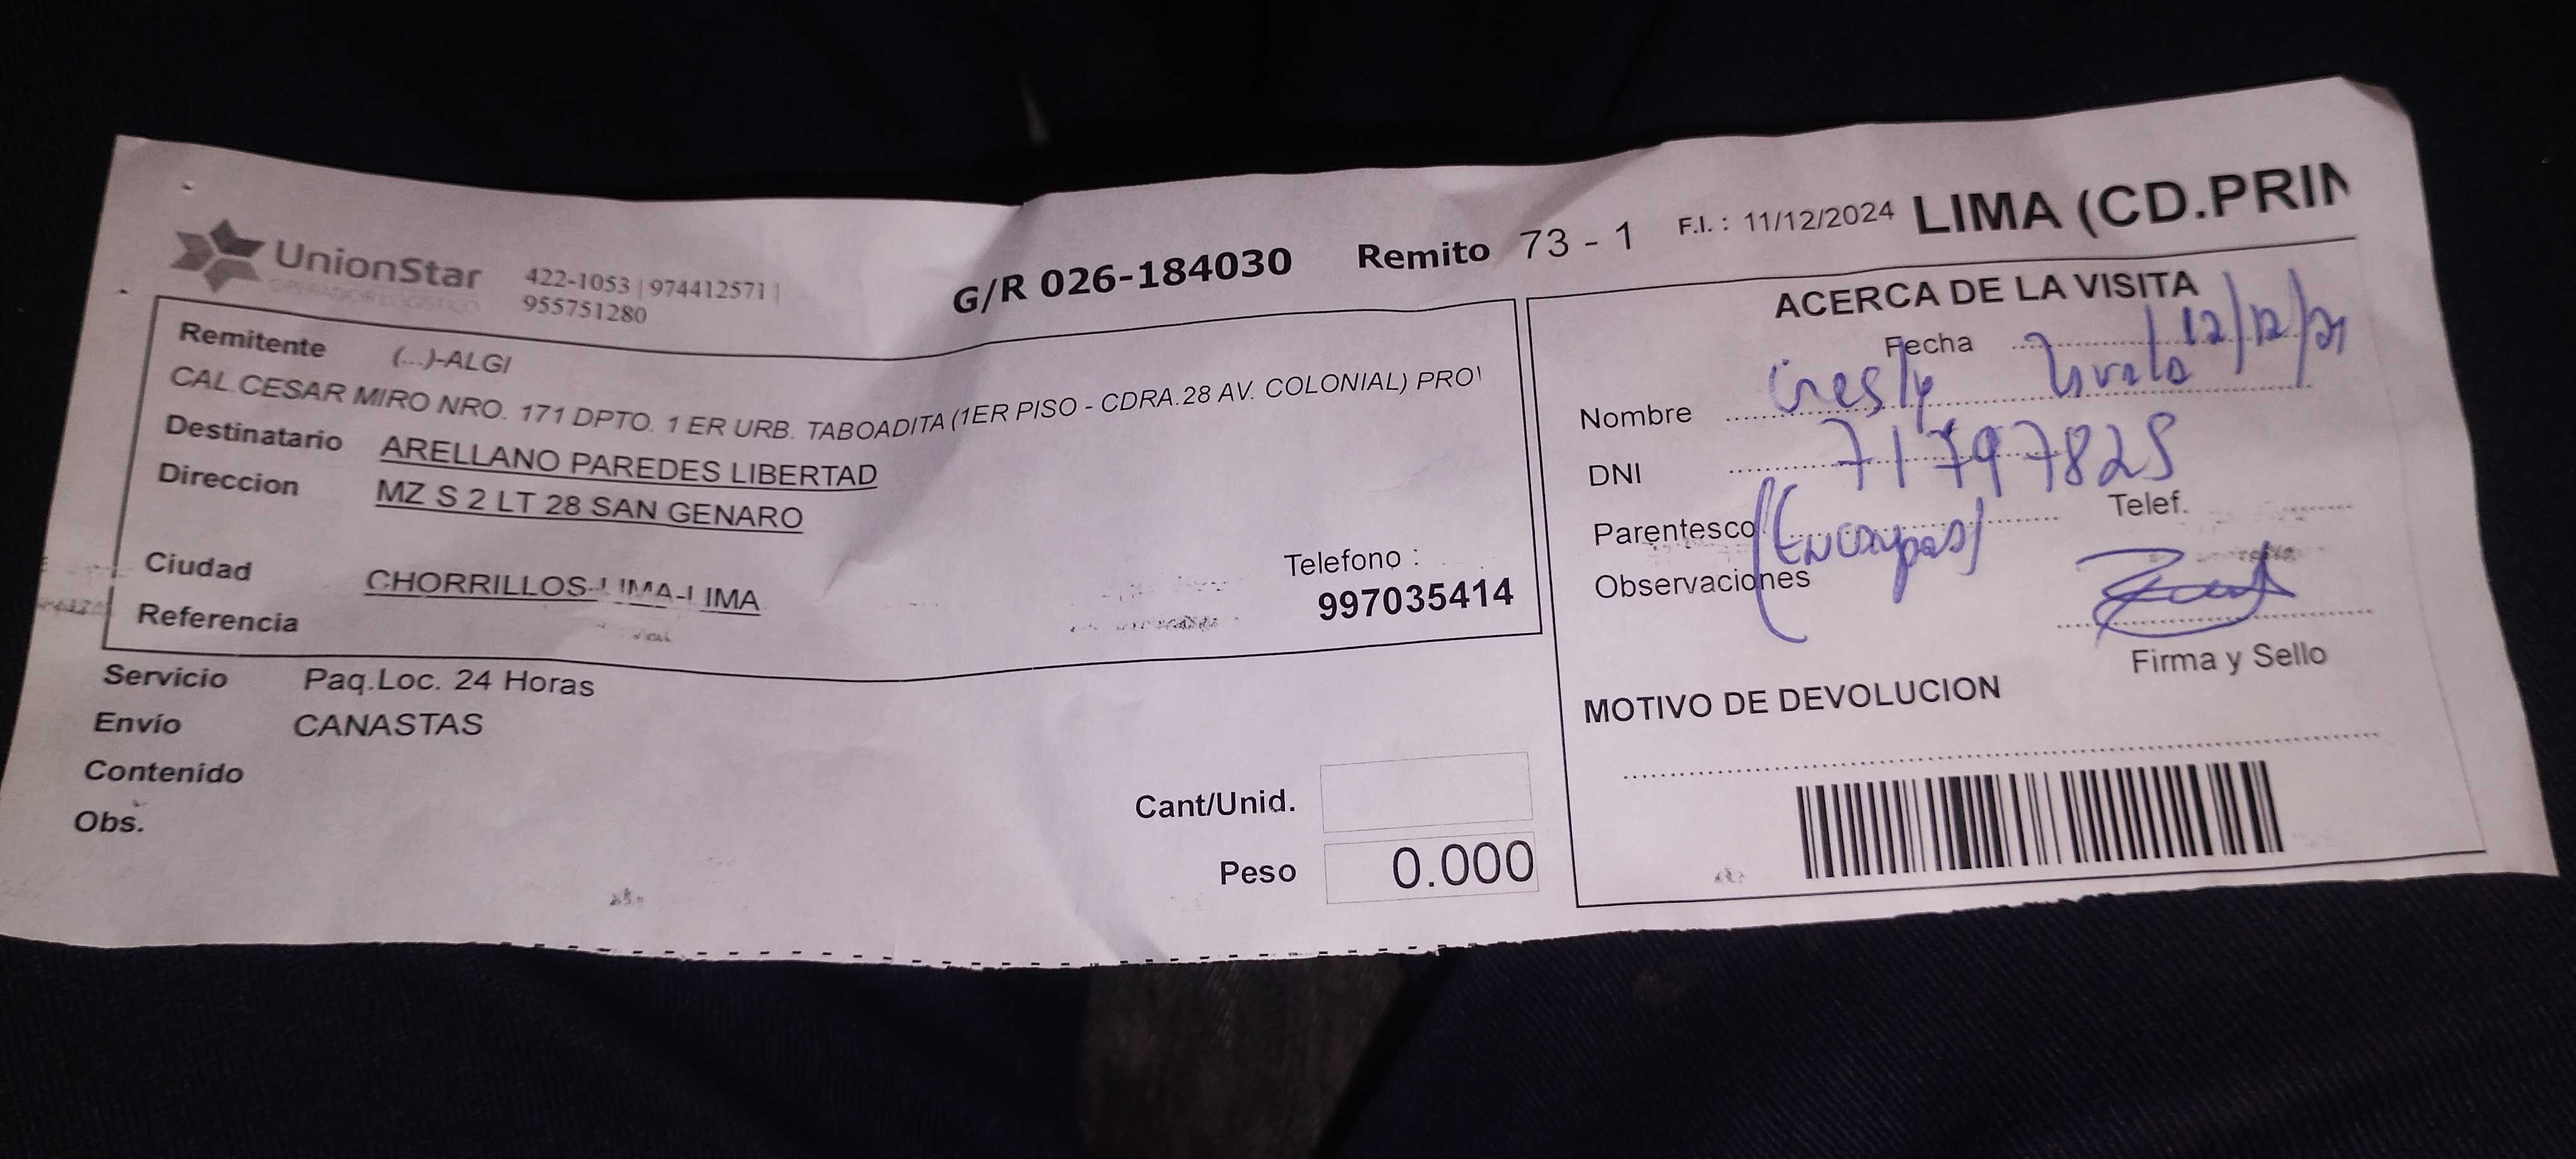 UnionStar
OPERADOR LOGISTICO
422-1053 | 974412571 |
955751280
G/R 026-184030 Remito 73 - 1 F.I. : 11/12/2024 LIMA (CD.PRIN
Remitente (...)-ALGI
CAL.CESAR MIRO NRO. 171 DPTO. 1 ER URB. TABOADITA (1ER PISO - CDRA.28 AV. COLONIAL) PRO
Destinatario ARELLANO PAREDES LIBERTAD
Direccion MZ S 2 LT 28 SAN GENARO
Ciudad CHORRILLOS-LIMA-LIMA
Referencia
Telefono :
997035414
Servicio Paq.Loc. 24 Horas
Envío CANASTAS
Contenido
Obs.
Cant/Unid.
Peso 0.000
ACERCA DE LA VISITA
Fecha 12/12/
Nombre
DNI 71797825
Parentesco Telef.
Observaciones
Firma y Sello
MOTIVO DE DEVOLUCION